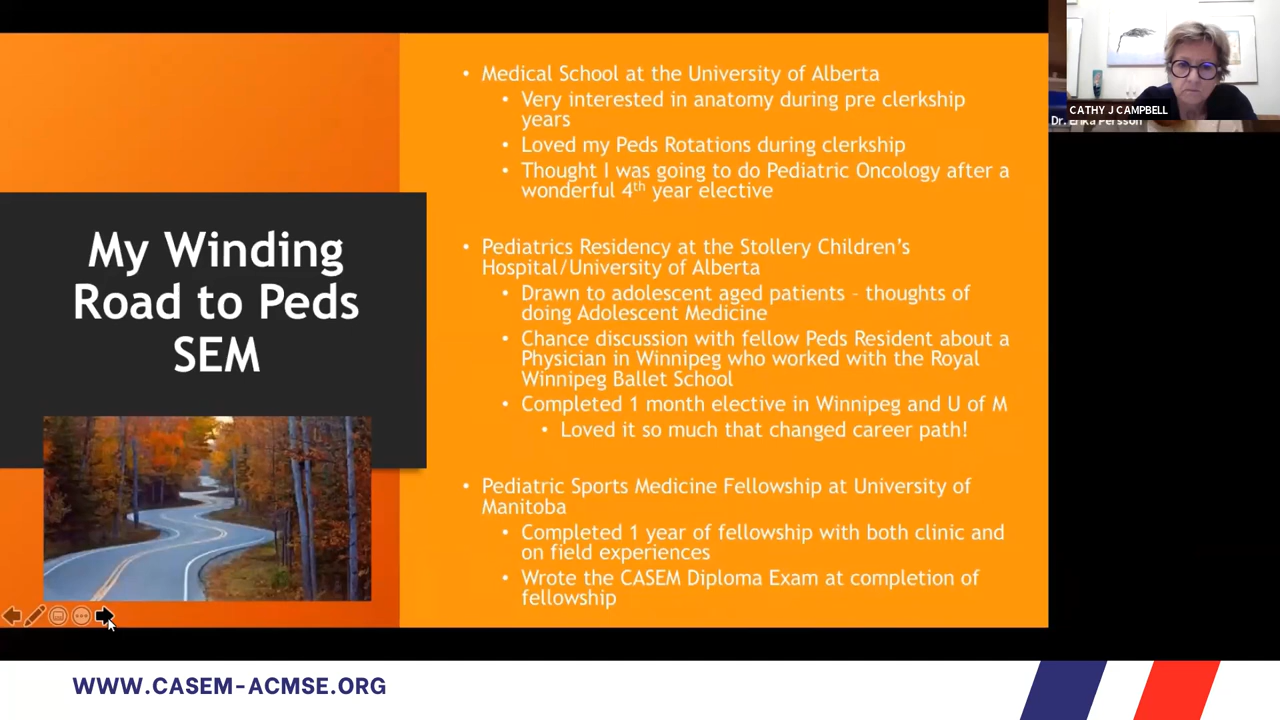 CATHY J CAMPBELL
Dr. Erika Persson
My Winding
Road to Peds
SEM
• Medical School at the University of Alberta
• Very interested in anatomy during pre clerkship
years
• Loved my Peds Rotations during clerkship
• Thought I was going to do Pediatric Oncology after a
wonderful 4th year elective
• Pediatrics Residency at the Stollery Children's
Hospital/University of Alberta
• Drawn to adolescent aged patients – thoughts of
doing Adolescent Medicine
• Chance discussion with fellow Peds Resident about a
Physician in Winnipeg who worked with the Royal
Winnipeg Ballet School
• Completed 1 month elective in Winnipeg and U of M
• Loved it so much that changed career path!
• Pediatric Sports Medicine Fellowship at University of
Manitoba
• Completed 1 year of fellowship with both clinic and
on field experiences
• Wrote the CASEM Diploma Exam at completion of
fellowship
WWW.CASEM-ACMSE.ORG